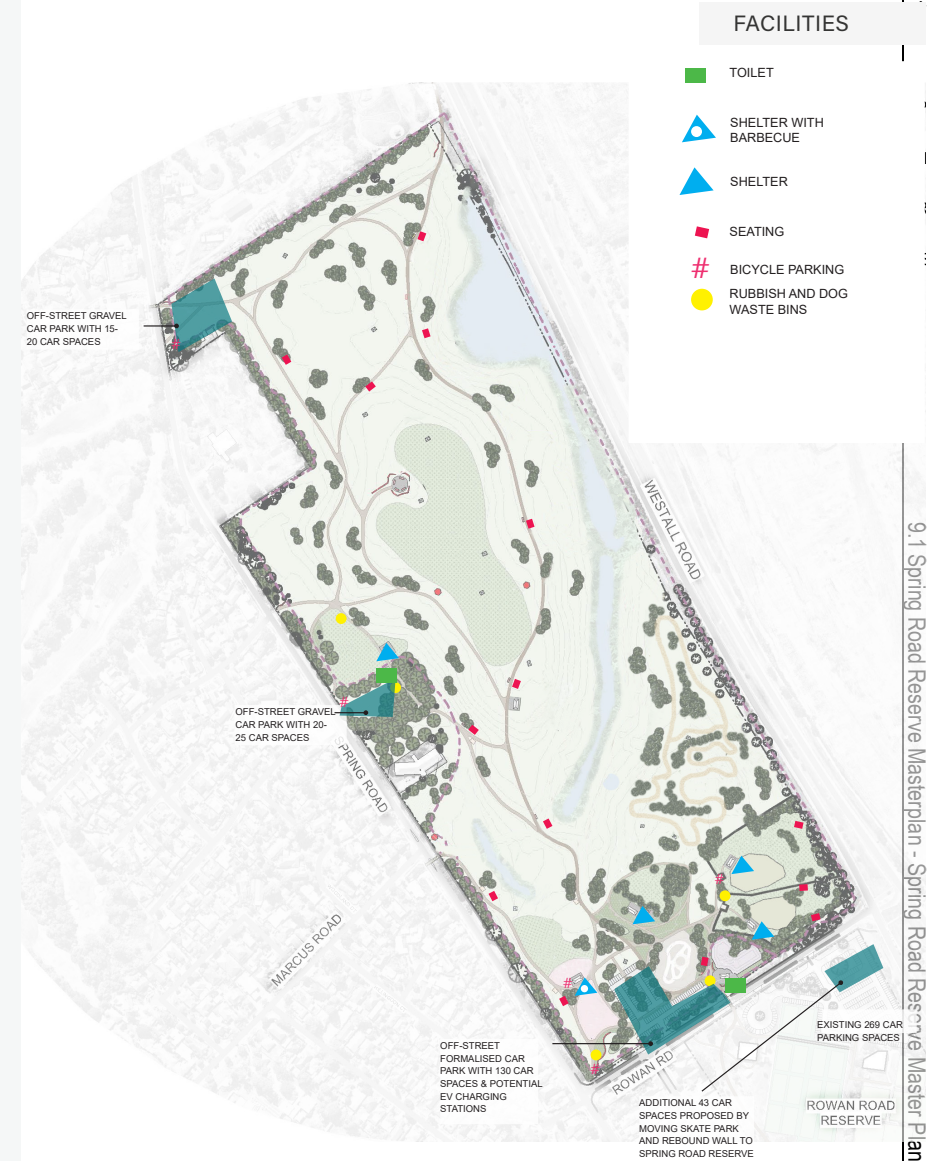 FACILITIES
TOILET
SHELTER WITH
BARBECUE
SHELTER
SEATING
# BICYCLE PARKING
RUBBISH AND DOG
WASTE BINS
OFF-STREET GRAVEL
CAR PARK WITH 15-
20 CAR SPACES
WESTALL ROAD
OFF-STREET GRAVEL
CAR PARK WITH 20-
25 CAR SPACES
SPRING ROAD
MARCUS ROAD
OFF-STREET
FORMALISED CAR
PARK WITH 130 CAR
SPACES & POTENTIAL
EV CHARGING
STATIONS
ROWAN RD
ADDITIONAL 43 CAR
SPACES PROPOSED BY
MOVING SKATE PARK
AND REBOUND WALL TO
SPRING ROAD RESERVE
EXISTING 269 CAR
PARKING SPACES
ROWAN ROAD
RESERVE
9.1 Spring Road Reserve Masterplan - Spring Road Reserve Master Plan